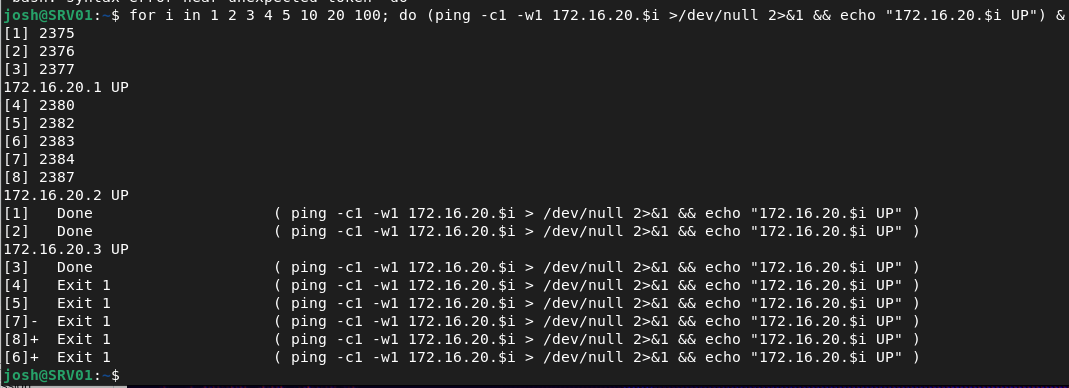 -bash: syntax error near unexpected token `do'
josh@SRV01:~$ for i in 1 2 3 4 5 10 20 100; do (ping -c1 -w1 172.16.20.$i >/dev/null 2>&1 && echo "172.16.20.$i UP") &
[1] 2375
[2] 2376
[3] 2377
172.16.20.1 UP
[4] 2380
[5] 2382
[6] 2383
[7] 2384
[8] 2387
172.16.20.2 UP
[1]   Done                    ( ping -c1 -w1 172.16.20.$i > /dev/null 2>&1 && echo "172.16.20.$i UP" )
[2]   Done                    ( ping -c1 -w1 172.16.20.$i > /dev/null 2>&1 && echo "172.16.20.$i UP" )
172.16.20.3 UP
[3]   Done                    ( ping -c1 -w1 172.16.20.$i > /dev/null 2>&1 && echo "172.16.20.$i UP" )
[4]   Exit 1                  ( ping -c1 -w1 172.16.20.$i > /dev/null 2>&1 && echo "172.16.20.$i UP" )
[5]   Exit 1                  ( ping -c1 -w1 172.16.20.$i > /dev/null 2>&1 && echo "172.16.20.$i UP" )
[7]-  Exit 1                  ( ping -c1 -w1 172.16.20.$i > /dev/null 2>&1 && echo "172.16.20.$i UP" )
[8]+  Exit 1                  ( ping -c1 -w1 172.16.20.$i > /dev/null 2>&1 && echo "172.16.20.$i UP" )
[6]+  Exit 1                  ( ping -c1 -w1 172.16.20.$i > /dev/null 2>&1 && echo "172.16.20.$i UP" )
josh@SRV01:~$